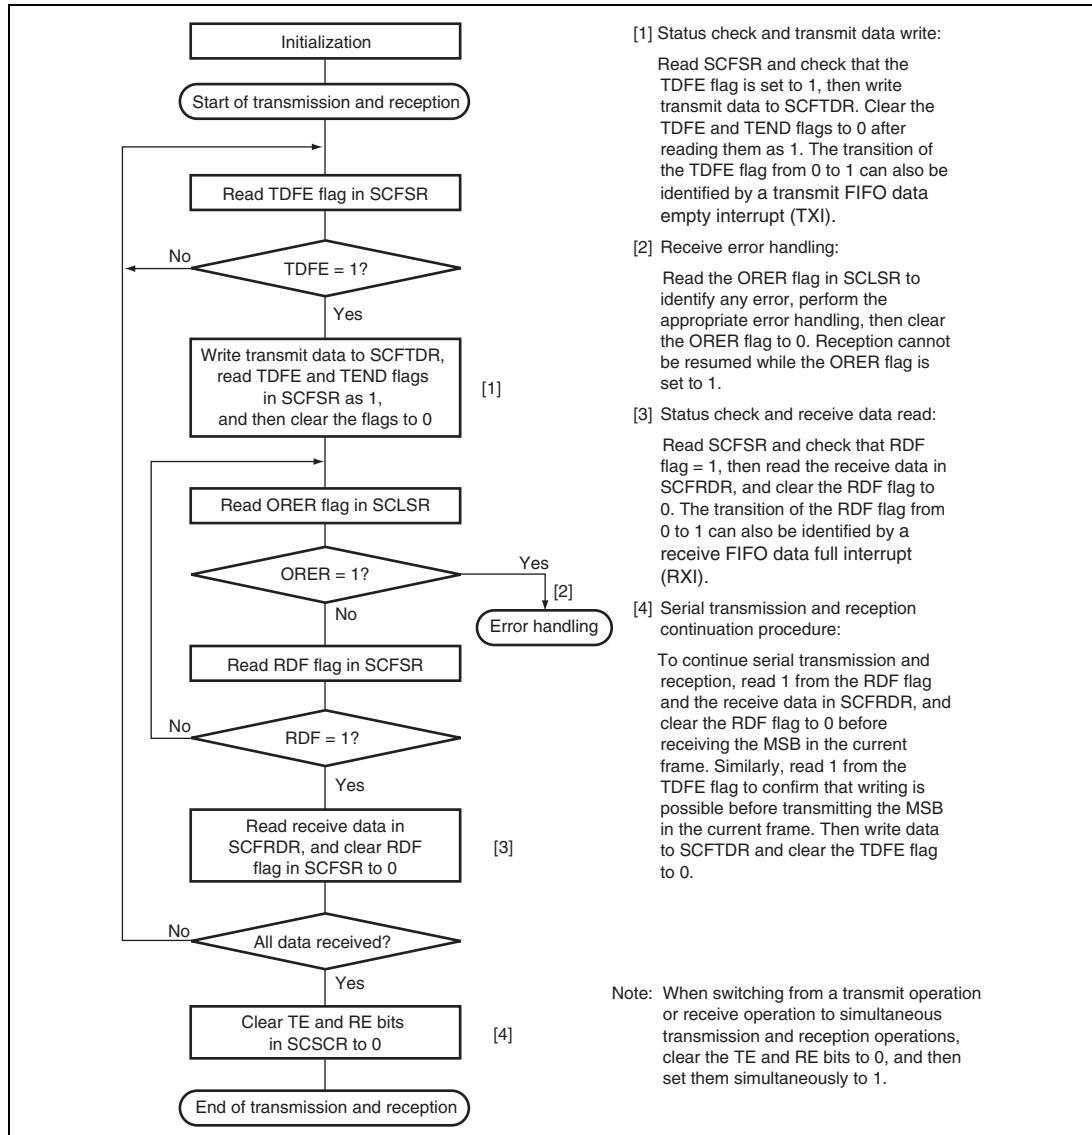 Initialization
Start of transmission and reception
Read TDFE flag in SCFSR
No
TDFE = 1?
Yes
Write transmit data to SCFTDR,
read TDFE and TEND flags
in SCFSR as 1,
and then clear the flags to 0
[1]
Read ORER flag in SCLSR
ORER = 1?
Yes
[2]
No
Error handling
Read RDF flag in SCFSR
No
RDF = 1?
Yes
Read receive data in
SCFRDR, and clear RDF
flag in SCFSR to 0
[3]
No
All data received?
Yes
Clear TE and RE bits
in SCSCR to 0
[4]
End of transmission and reception
[1] Status check and transmit data write:
Read SCFSR and check that the
TDFE flag is set to 1, then write
transmit data to SCFTDR. Clear the
TDFE and TEND flags to 0 after
reading them as 1. The transition of
the TDFE flag from 0 to 1 can also be
identified by a transmit FIFO data
empty interrupt (TXI).
[2] Receive error handling:
Read the ORER flag in SCLSR to
identify any error, perform the
appropriate error handling, then clear
the ORER flag to 0. Reception cannot
be resumed while the ORER flag is
set to 1.
[3] Status check and receive data read:
Read SCFSR and check that RDF
flag = 1, then read the receive data in
SCFRDR, and clear the RDF flag to
0. The transition of the RDF flag from
0 to 1 can also be identified by a
receive FIFO data full interrupt
(RXI).
[4] Serial transmission and reception
continuation procedure:
To continue serial transmission and
reception, read 1 from the RDF flag
and the receive data in SCFRDR, and
clear the RDF flag to 0 before
receiving the MSB in the current
frame. Similarly, read 1 from the
TDFE flag to confirm that writing is
possible before transmitting the MSB
in the current frame. Then write data
to SCFTDR and clear the TDFE flag
to 0.
Note: When switching from a transmit operation
or receive operation to simultaneous
transmission and reception operations,
clear the TE and RE bits to 0, and then
set them simultaneously to 1.